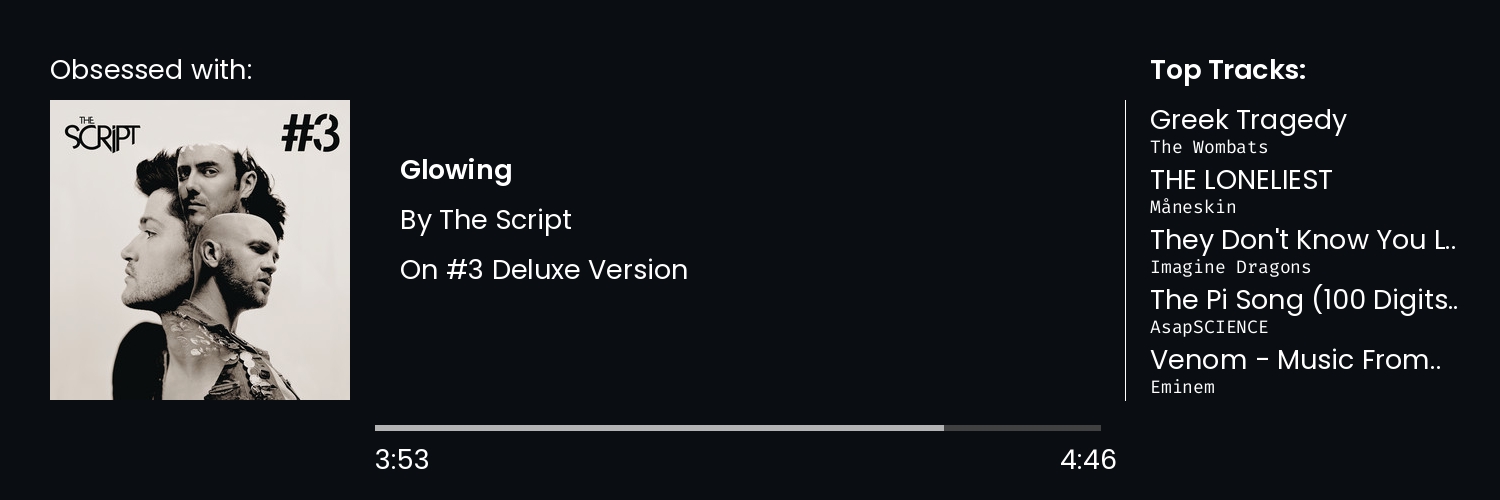 Obsessed with:
THE
SCRIPT
#3
Glowing
By The Script
On #3 Deluxe Version
3:53
4:46
Top Tracks:
Greek Tragedy
The Wombats
THE LONELIEST
Måneskin
They Don't Know You L..
Imagine Dragons
The Pi Song (100 Digits..
AsapSCIENCE
Venom - Music From..
Eminem